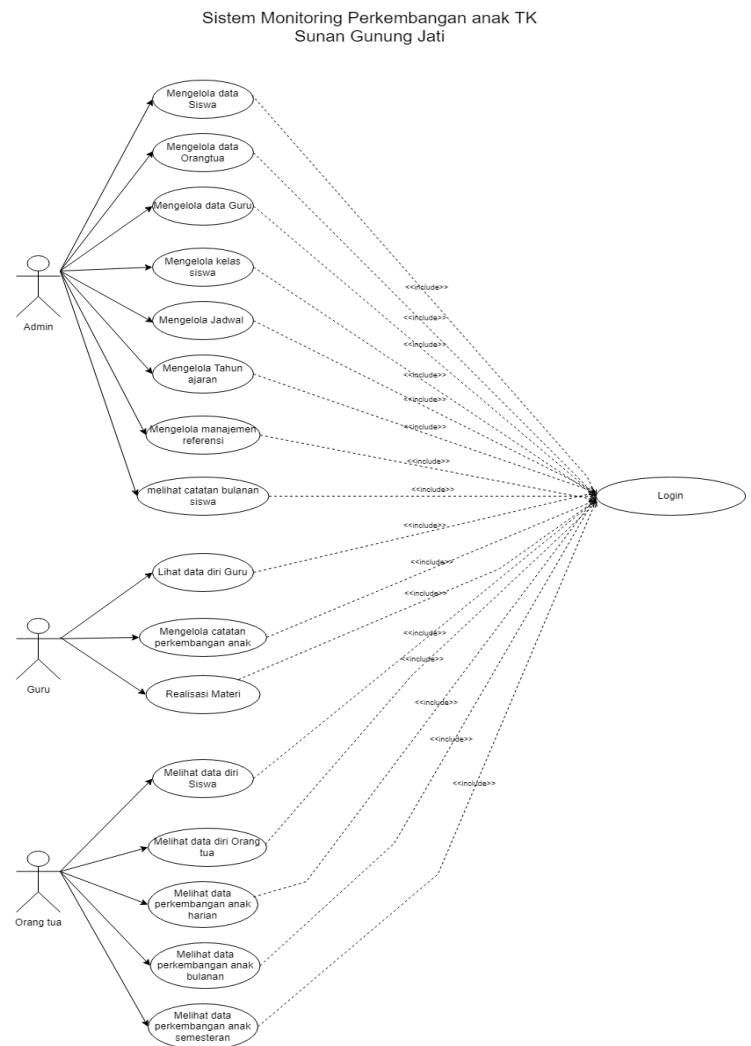 Sistem Monitoring Perkembangan anak TK
Sunan Gunung Jati
Mengelola data
Siswa
Mengelola data
Orangtua
Mengelola data Guru
Mengelola kelas
siswa
Mengelola Jadwal
Mengelola Tahun
ajaran
Mengelola manajemen
referensi
melihat catatan bulanan
siswa
Admin
<<include>>
<<include>>
<<include>>
<<include>>
<<include>>
<<include>>
<<include>>
<<include>>
Login
Lihat data diri Guru
Mengelola catatan
perkembangan anak
Realisasi Materi
Guru
<<include>>
<<include>>
<<include>>
Melihat data diri
Siswa
Melihat data diri Orang
tua
Melihat data
perkembangan anak
harian
Melihat data
perkembangan anak
bulanan
Melihat data
perkembangan anak
semesteran
Orang tua
<<include>>
<<include>>
<<include>>
<<include>>
<<include>>